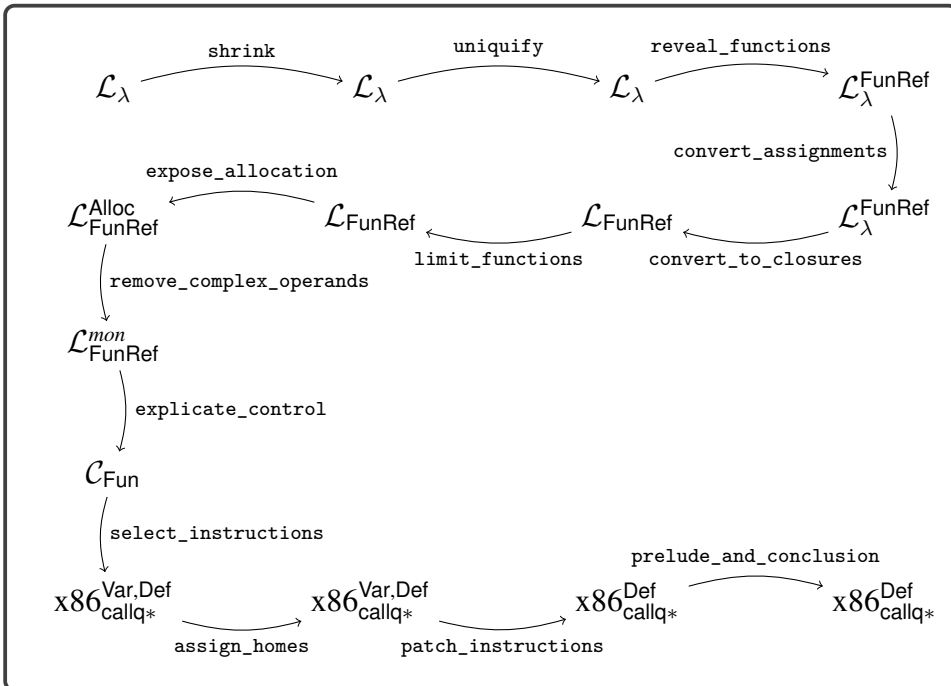 shrink uniquify reveal_functions
ℒ_λ ℒ_λ ℒ_λ ℒ_λ^FunRef
convert_assignments
expose_allocation
ℒ_FunRef^Alloc ℒ_FunRef ℒ_FunRef ℒ_λ^FunRef
limit_functions convert_to_closures
remove_complex_operands
ℒ_FunRef^mon
explicate_control
𝒞_Fun
select_instructions
prelude_and_conclusion
x86_callq*^Var,Def x86_callq*^Var,Def x86_callq*^Def x86_callq*^Def
assign_homes patch_instructions